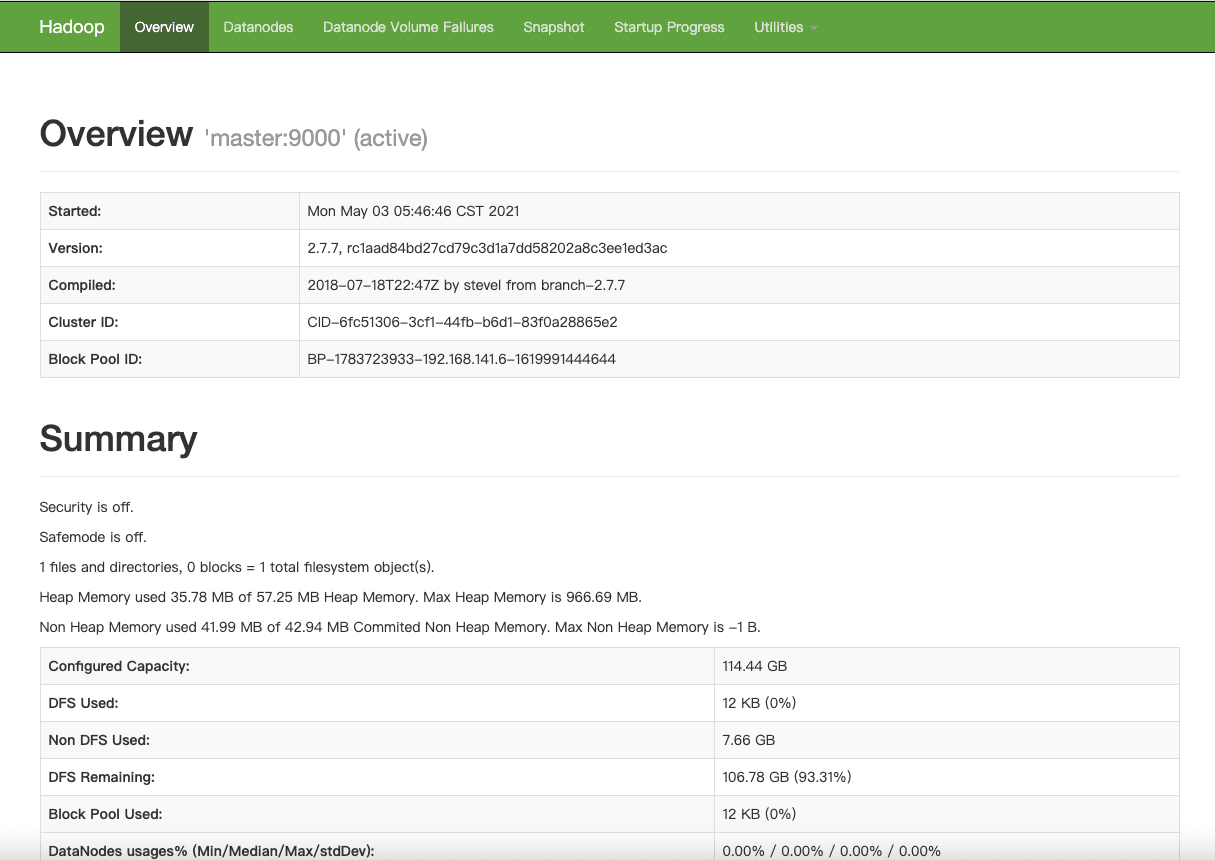 Hadoop Overview Datanodes Datanode Volume Failures Snapshot Startup Progress Utilities
Overview 'master:9000' (active)
Started: Mon May 03 05:46:46 CST 2021
Version: 2.7.7, rc1aad84bd27cd79c3d1a7dd58202a8c3ee1ed3ac
Compiled: 2018-07-18T22:47Z by stevel from branch-2.7.7
Cluster ID: CID-6fc51306-3cf1-44fb-b6d1-83f0a28865e2
Block Pool ID: BP-1783723933-192.168.141.6-1619991444644
Summary
Security is off.
Safemode is off.
1 files and directories, 0 blocks = 1 total filesystem object(s).
Heap Memory used 35.78 MB of 57.25 MB Heap Memory. Max Heap Memory is 966.69 MB.
Non Heap Memory used 41.99 MB of 42.94 MB Commited Non Heap Memory. Max Non Heap Memory is -1 B.
Configured Capacity: 114.44 GB
DFS Used: 12 KB (0%)
Non DFS Used: 7.66 GB
DFS Remaining: 106.78 GB (93.31%)
Block Pool Used: 12 KB (0%)
DataNodes usages% (Min/Median/Max/stdDev): 0.00% / 0.00% / 0.00% / 0.00%